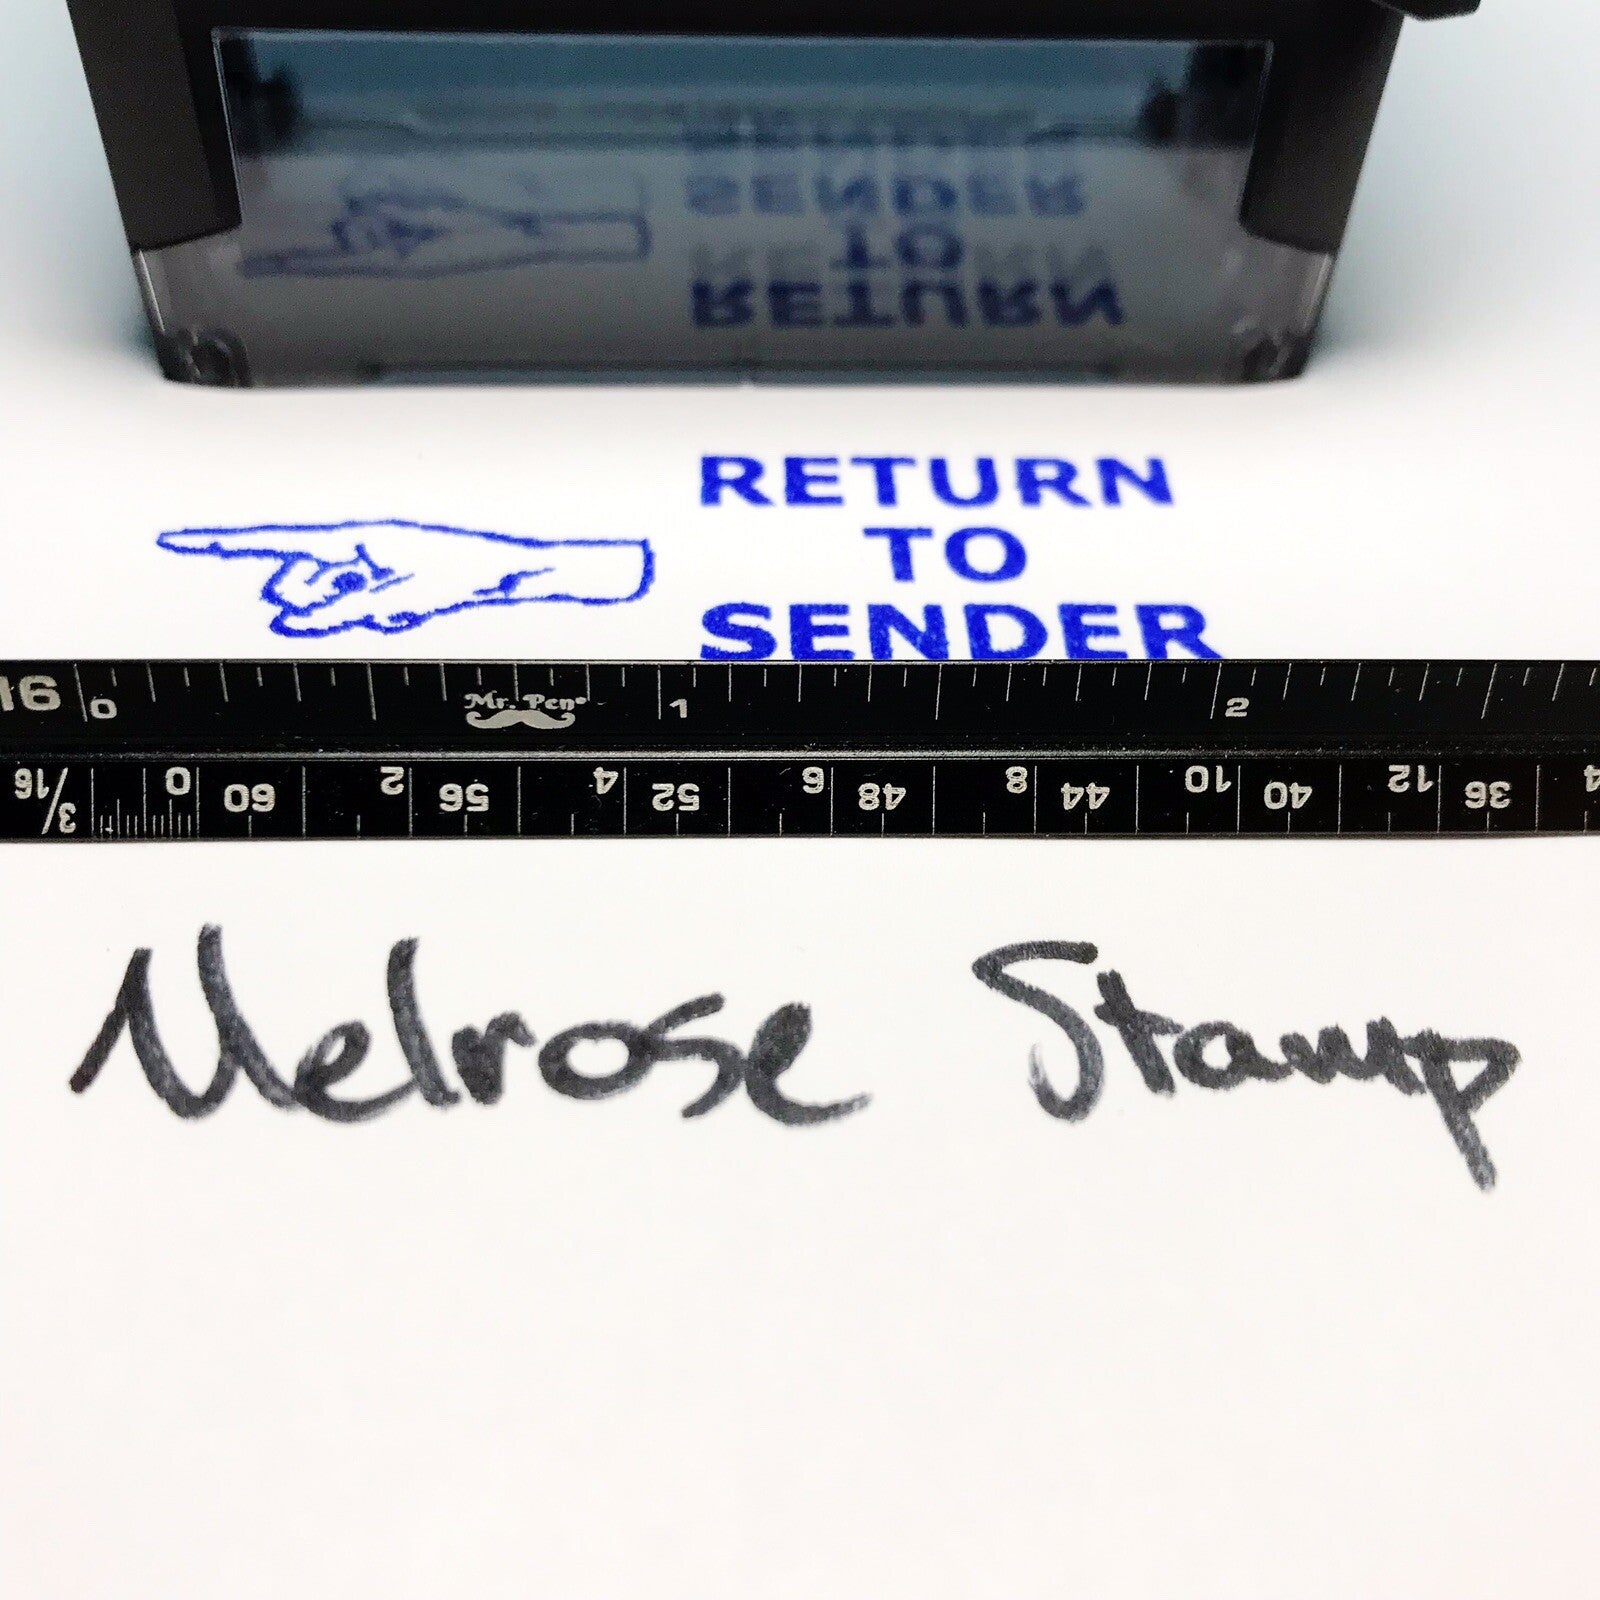 RETURN
TO
SENDER
16 0 1 2
Mr. Pen®
3/16 0 60 2 56 4 52 6 48 8 44 10 40 12 36
Melrose Stamp